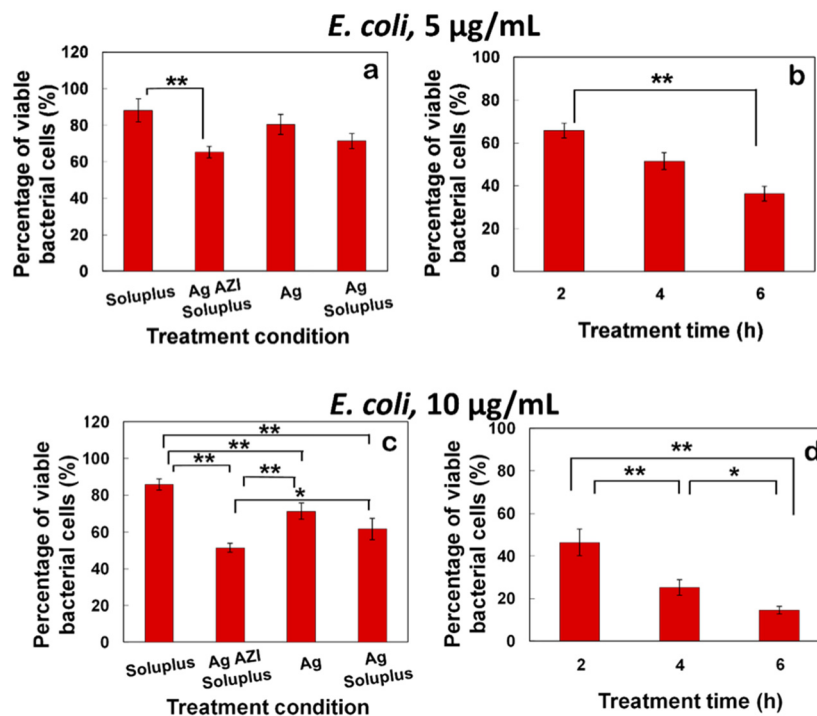 E. coli, 5 µg/mL
a
Percentage of viable
bacterial cells (%)
120
100
80
60
40
20
0
**
Soluplus
Ag AZI
Soluplus
Ag
Ag
Soluplus
Treatment condition
b
Percentage of viable
bacterial cells (%)
100
80
60
40
20
0
**
2 4 6
Treatment time (h)
E. coli, 10 µg/mL
c
Percentage of viable
bacterial cells (%)
120
100
80
60
40
20
0
**
**
** **
*
Soluplus
Ag AZI
Soluplus
Ag
Ag
Soluplus
Treatment condition
d
Percentage of viable
bacterial cells (%)
100
80
60
40
20
0
**
** *
2 4 6
Treatment time (h)